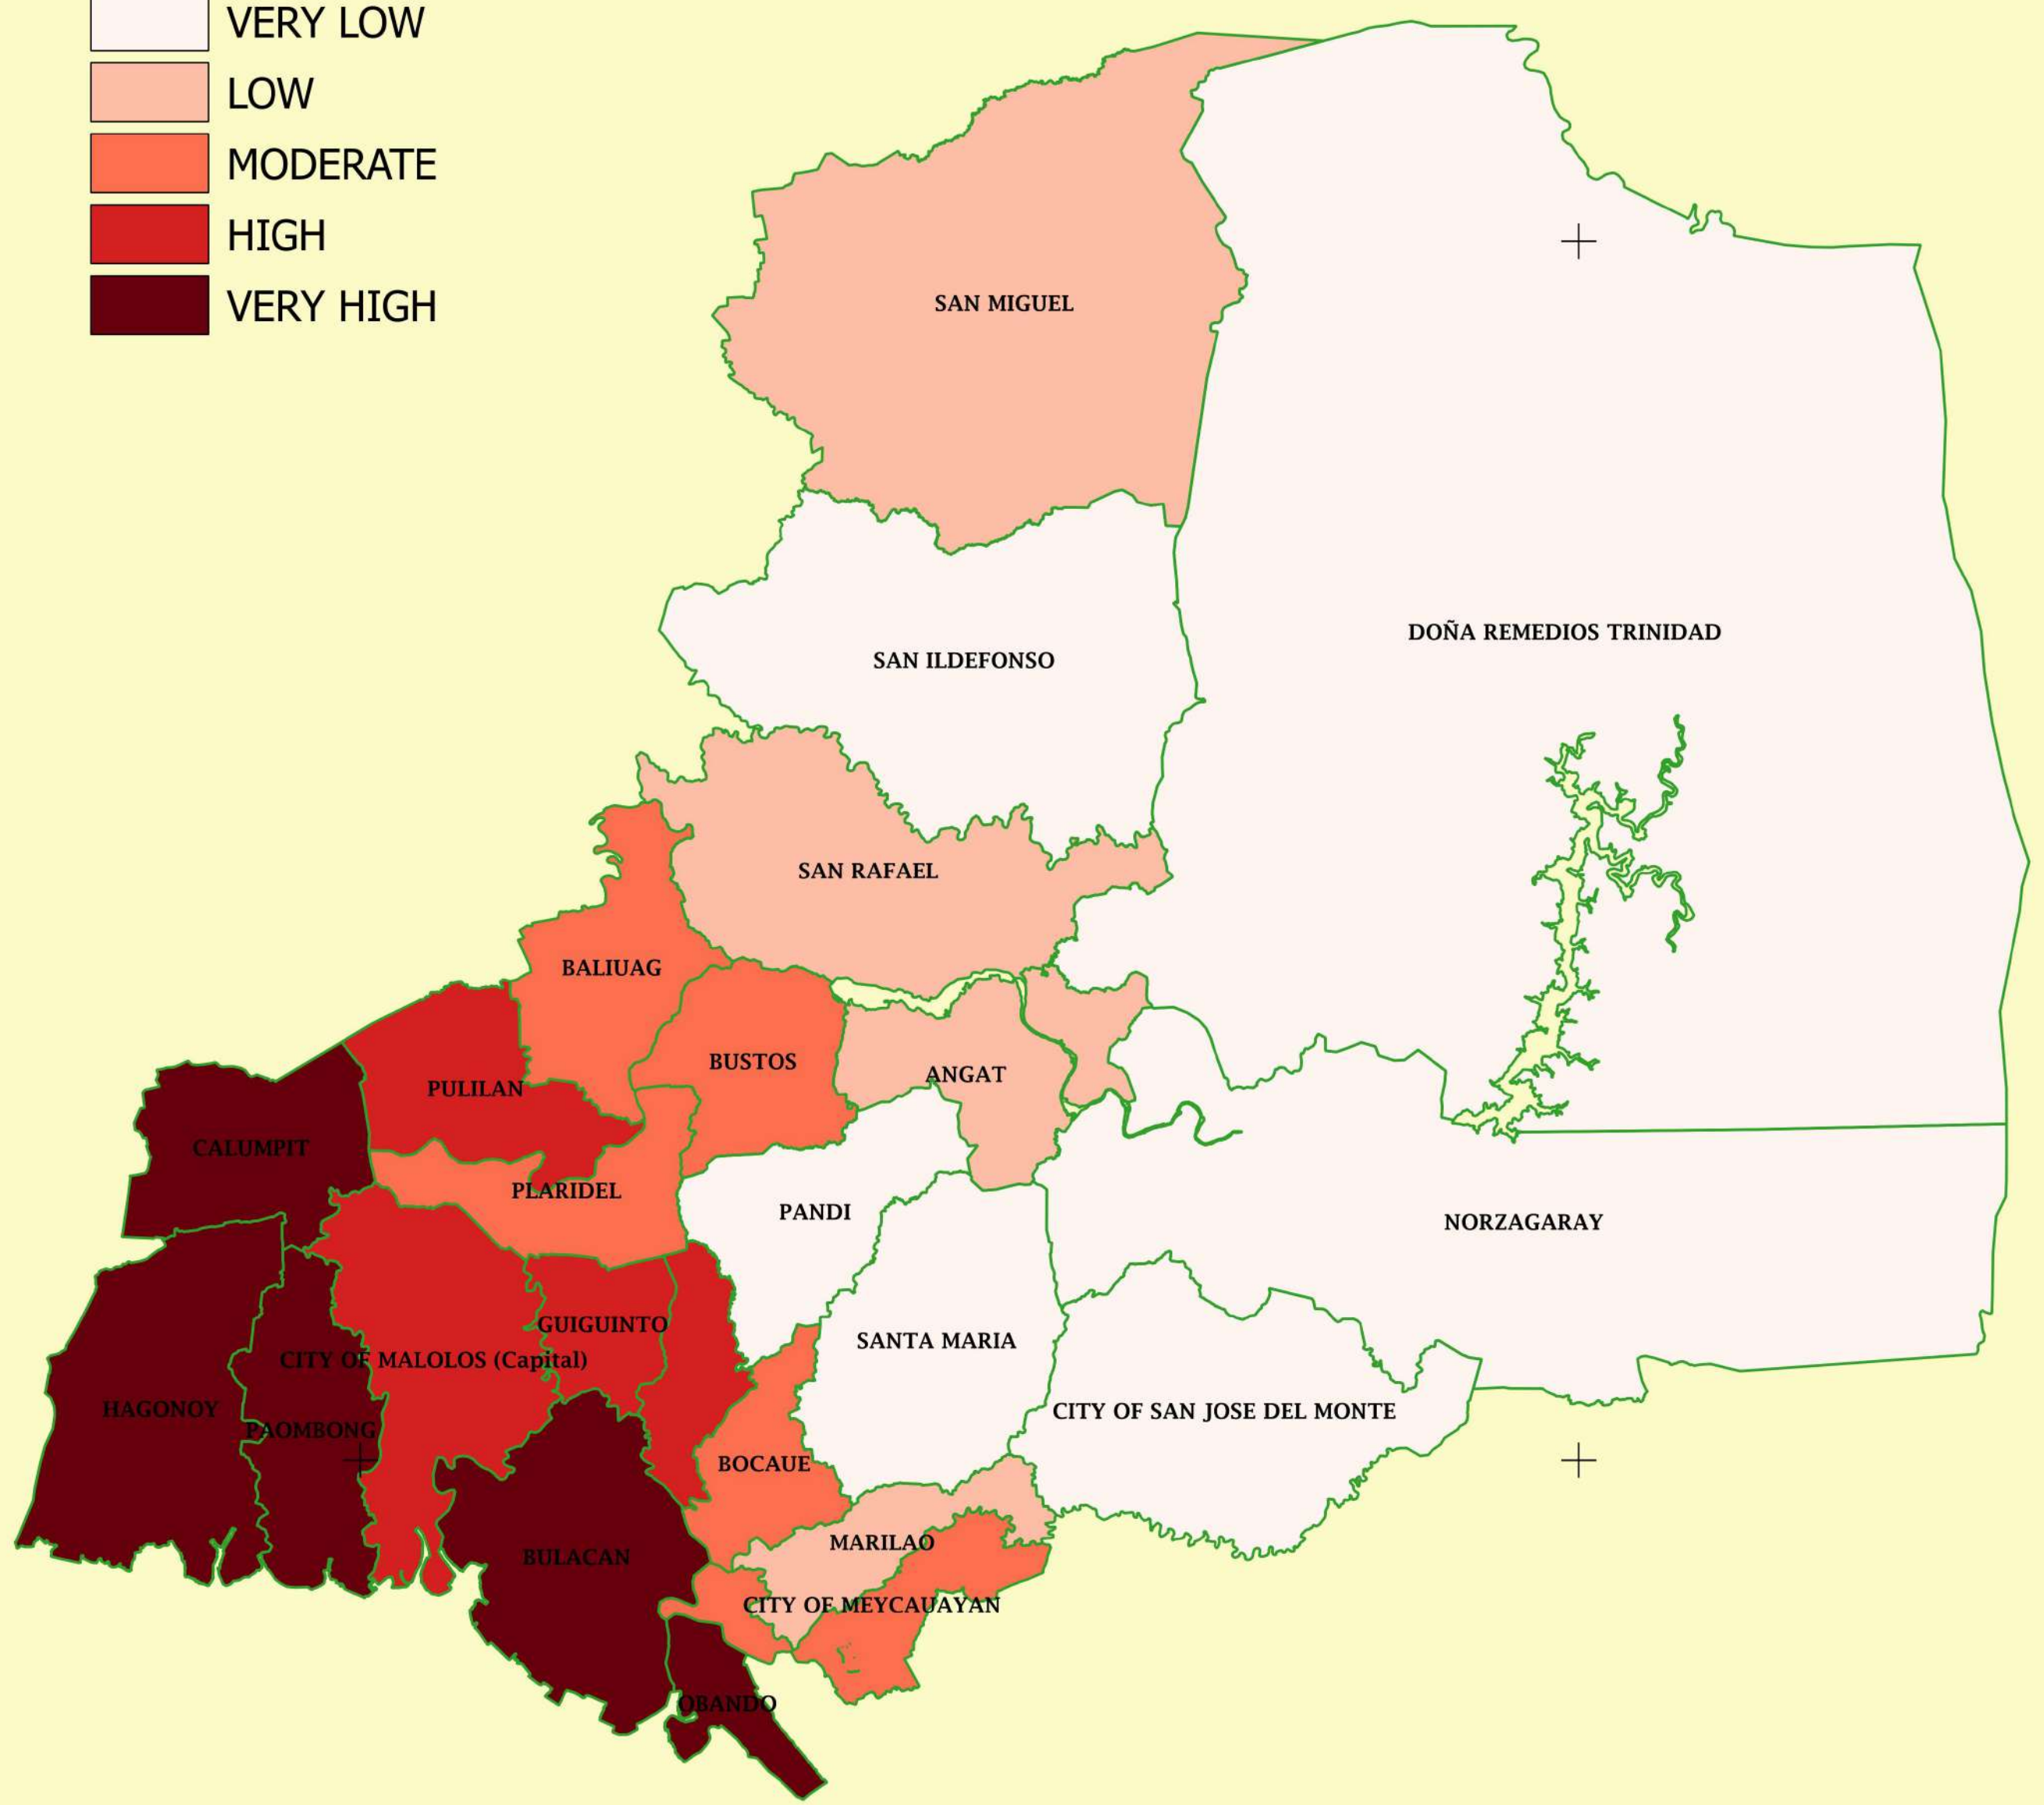 VERY LOW
LOW
MODERATE
HIGH
VERY HIGH
SAN MIGUEL
DOÑA REMEDIOS TRINIDAD
SAN ILDEFONSO
SAN RAFAEL
BALIUAG
BUSTOS
ANGAT
PULILAN
CALUMPIT
PLARIDEL
PANDI
NORZAGARAY
GUIGUINTO
SANTA MARIA
CITY OF MALOLOS (Capital)
HAGONOY
CITY OF SAN JOSE DEL MONTE
PAOMBONG
BOCAUE
MARILAO
BULACAN
CITY OF MEYCAUAYAN
OBANDO